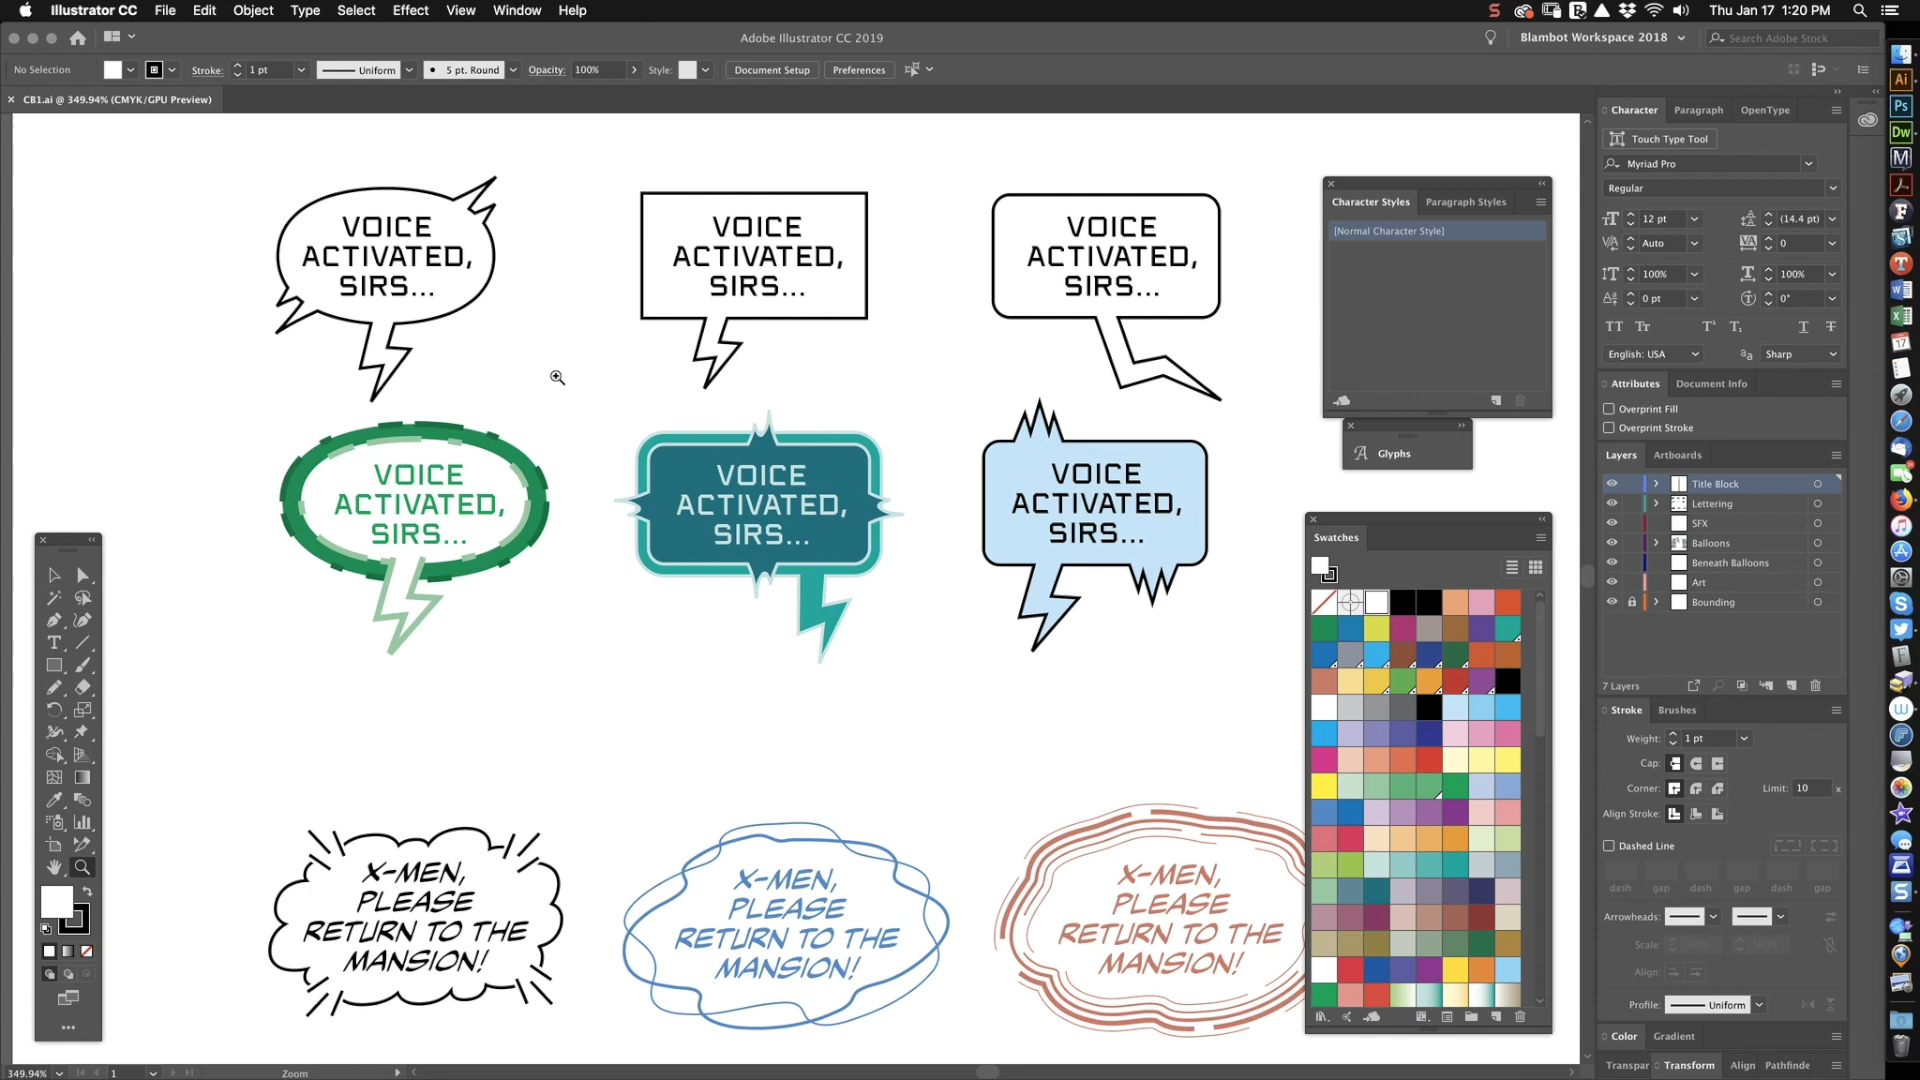 Illustrator CC File Edit Object Type Select Effect View Window Help
Thu Jan 17 1:20 PM
Adobe Illustrator CC 2019
Blambot Workspace 2018
Search Adobe Stock
No Selection
Stroke: 1 pt
Uniform
5 pt. Round
Opacity: 100%
Style:
Document Setup
Preferences
CB1.ai @ 349.94% (CMYK/GPU Preview)
VOICE
ACTIVATED,
SIRS...
VOICE
ACTIVATED,
SIRS...
VOICE
ACTIVATED,
SIRS...
VOICE
ACTIVATED,
SIRS...
VOICE
ACTIVATED,
SIRS...
VOICE
ACTIVATED,
SIRS...
X-MEN,
PLEASE
RETURN TO THE
MANSION!
X-MEN,
PLEASE
RETURN TO THE
MANSION!
X-MEN,
PLEASE
RETURN TO THE
MANSION!
Character Styles Paragraph Styles
[Normal Character Style]
Glyphs
Swatches
Character Paragraph OpenType
Touch Type Tool
Myriad Pro
Regular
12 pt (14.4 pt)
Auto 0
100% 100%
0 pt 0°
English: USA Sharp
Attributes Document Info
Overprint Fill
Overprint Stroke
Layers Artboards
Title Block
Lettering
SFX
Balloons
Beneath Balloons
Art
Bounding
7 Layers
Stroke Brushes
Weight: 1 pt
Cap:
Corner: Limit: 10 x
Align Stroke:
Dashed Line
dash gap dash gap dash gap
Arrowheads:
Scale: 100% 100%
Align:
Profile: Uniform
Color Gradient
Transpar Transform Align Pathfinde
349.94% 1 Zoom